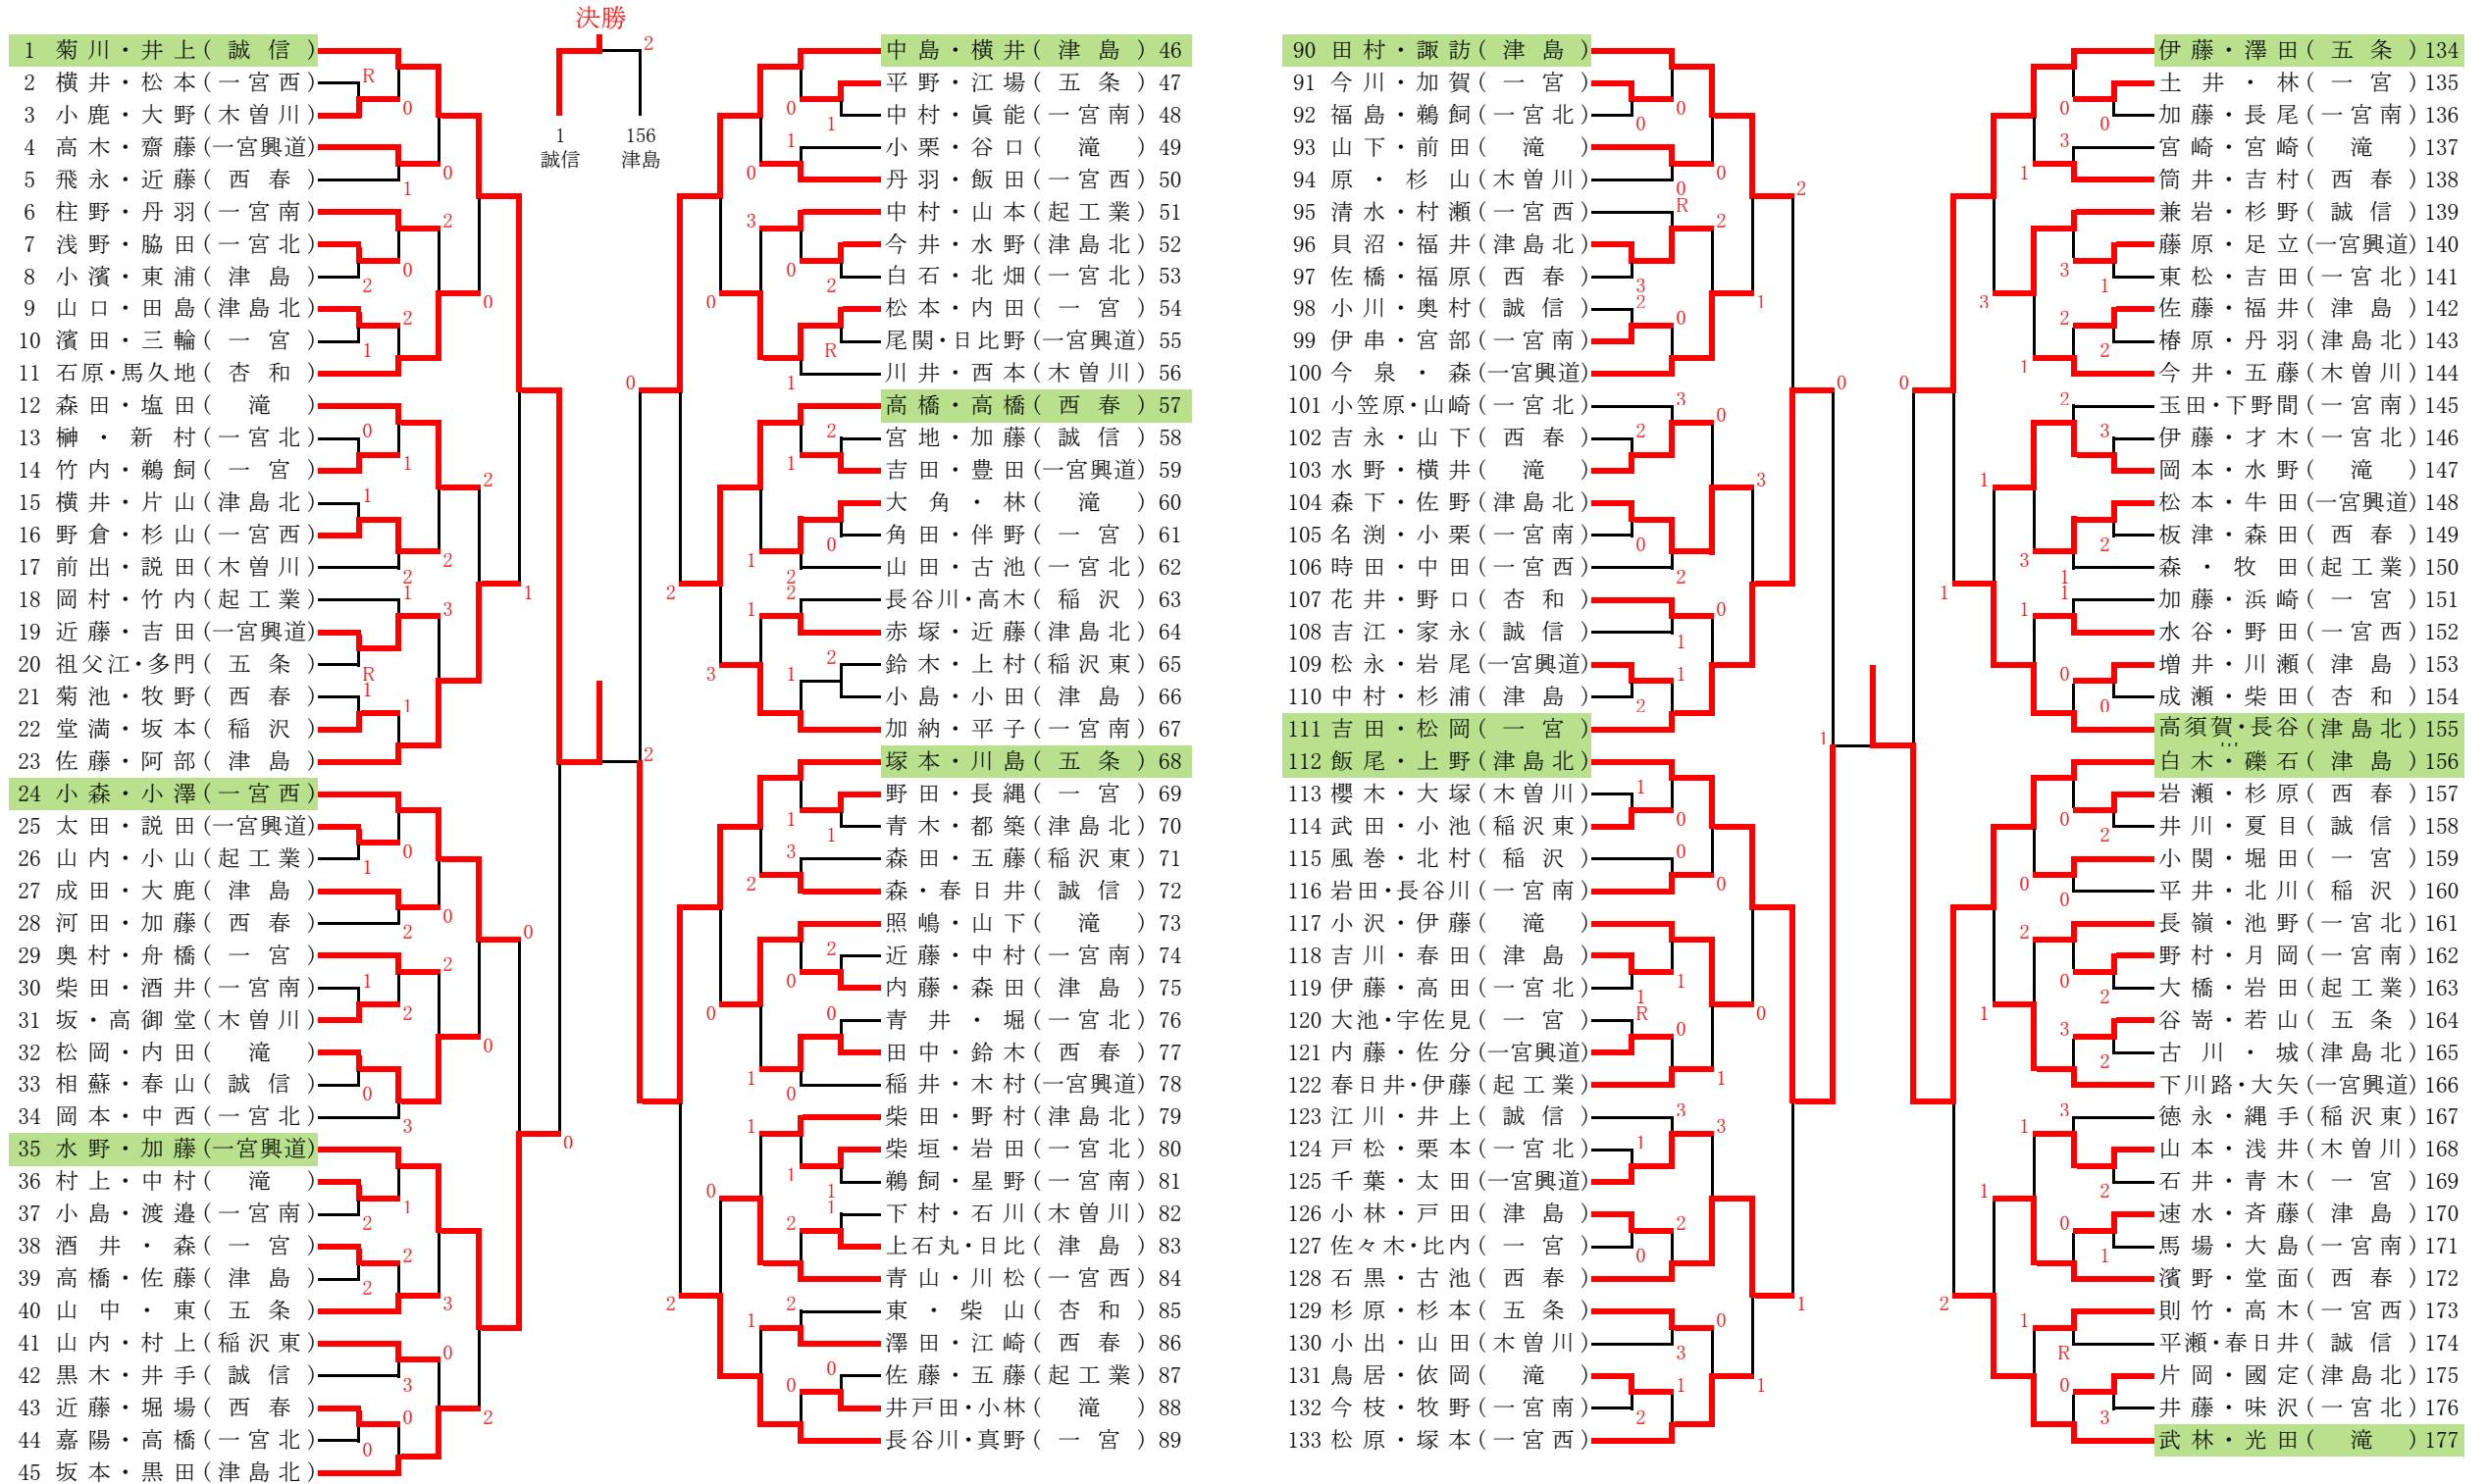 決勝
2
1 156
誠信 津島
1 菊川・井上(誠信)
2 横井・松本(一宮西)
3 小鹿・大野(木曽川)
4 高木・齋藤(一宮興道)
5 飛永・近藤(西春)
6 柱野・丹羽(一宮南)
7 浅野・脇田(一宮北)
8 小濱・東浦(津島)
9 山口・田島(津島北)
10 濱田・三輪(一宮)
11 石原・馬久地(杏和)
12 森田・塩田(滝)
13 榊・新村(一宮北)
14 竹内・鵜飼(一宮)
15 横井・片山(津島北)
16 野倉・杉山(一宮西)
17 前出・説田(木曽川)
18 岡村・竹内(起工業)
19 近藤・吉田(一宮興道)
20 祖父江・多門(五条)
21 菊池・牧野(西春)
22 堂満・坂本(稲沢)
23 佐藤・阿部(津島)
24 小森・小澤(一宮西)
25 太田・説田(一宮興道)
26 山内・小山(起工業)
27 成田・大鹿(津島)
28 河田・加藤(西春)
29 奥村・舟橋(一宮)
30 柴田・酒井(一宮南)
31 坂・高御堂(木曽川)
32 松岡・内田(滝)
33 相蘇・春山(誠信)
34 岡本・中西(一宮北)
35 水野・加藤(一宮興道)
36 村上・中村(滝)
37 小島・渡邉(一宮南)
38 酒井・森(一宮)
39 高橋・佐藤(津島)
40 山中・東(五条)
41 山内・村上(稲沢東)
42 黒木・井手(誠信)
43 近藤・堀場(西春)
44 嘉陽・高橋(一宮北)
45 坂本・黒田(津島北)
中島・横井(津島) 46
平野・江場(五条) 47
中村・眞能(一宮南) 48
小栗・谷口(滝) 49
丹羽・飯田(一宮西) 50
中村・山本(起工業) 51
今井・水野(津島北) 52
白石・北畑(一宮北) 53
松本・内田(一宮) 54
尾関・日比野(一宮興道) 55
川井・西本(木曽川) 56
高橋・高橋(西春) 57
宮地・加藤(誠信) 58
吉田・豊田(一宮興道) 59
大角・林(滝) 60
角田・伴野(一宮) 61
山田・古池(一宮北) 62
長谷川・高木(稲沢) 63
赤塚・近藤(津島北) 64
鈴木・上村(稲沢東) 65
小島・小田(津島) 66
加納・平子(一宮南) 67
塚本・川島(五条) 68
野田・長縄(一宮) 69
青木・都築(津島北) 70
森田・五藤(稲沢東) 71
森・春日井(誠信) 72
照嶋・山下(滝) 73
近藤・中村(一宮南) 74
内藤・森田(津島) 75
青井・堀(一宮北) 76
田中・鈴木(西春) 77
稲井・木村(一宮興道) 78
柴田・野村(津島北) 79
柴垣・岩田(一宮北) 80
鵜飼・星野(一宮南) 81
下村・石川(木曽川) 82
上石丸・日比(津島) 83
青山・川松(一宮西) 84
東・柴山(杏和) 85
澤田・江崎(西春) 86
佐藤・五藤(起工業) 87
井戸田・小林(滝) 88
長谷川・真野(一宮) 89
90 田村・諏訪(津島)
91 今川・加賀(一宮)
92 福島・鵜飼(一宮北)
93 山下・前田(滝)
94 原・杉山(木曽川)
95 清水・村瀬(一宮西)
96 貝沼・福井(津島北)
97 佐橋・福原(西春)
98 小川・奥村(誠信)
99 伊串・宮部(一宮南)
100 今泉・森(一宮興道)
101 小笠原・山崎(一宮北)
102 吉永・山下(西春)
103 水野・横井(滝)
104 森下・佐野(津島北)
105 名渕・小栗(一宮南)
106 時田・中田(一宮西)
107 花井・野口(杏和)
108 吉江・家永(誠信)
109 松永・岩尾(一宮興道)
110 中村・杉浦(津島)
111 吉田・松岡(一宮)
112 飯尾・上野(津島北)
113 櫻木・大塚(木曽川)
114 武田・小池(稲沢東)
115 風巻・北村(稲沢)
116 岩田・長谷川(一宮南)
117 小沢・伊藤(滝)
118 吉川・春田(津島)
119 伊藤・高田(一宮北)
120 大池・宇佐見(一宮)
121 内藤・佐分(一宮興道)
122 春日井・伊藤(起工業)
123 江川・井上(誠信)
124 戸松・栗本(一宮北)
125 千葉・太田(一宮興道)
126 小林・戸田(津島)
127 佐々木・比内(一宮)
128 石黒・古池(西春)
129 杉原・杉本(五条)
130 小出・山田(木曽川)
131 鳥居・依岡(滝)
132 今枝・牧野(一宮南)
133 松原・塚本(一宮西)
伊藤・澤田(五条) 134
土井・林(一宮) 135
加藤・長尾(一宮南) 136
宮崎・宮崎(滝) 137
筒井・吉村(西春) 138
兼岩・杉野(誠信) 139
藤原・足立(一宮興道) 140
東松・吉田(一宮北) 141
佐藤・福井(津島) 142
椿原・丹羽(津島北) 143
今井・五藤(木曽川) 144
玉田・下野間(一宮南) 145
伊藤・才木(一宮北) 146
岡本・水野(滝) 147
松本・牛田(一宮興道) 148
板津・森田(西春) 149
森・牧田(起工業) 150
加藤・浜崎(一宮) 151
水谷・野田(一宮西) 152
増井・川瀬(津島) 153
成瀬・柴田(杏和) 154
高須賀・長谷(津島北) 155
白木・礫石(津島) 156
岩瀬・杉原(西春) 157
井川・夏目(誠信) 158
小関・堀田(一宮) 159
平井・北川(稲沢) 160
長嶺・池野(一宮北) 161
野村・月岡(一宮南) 162
大橋・岩田(起工業) 163
谷嵜・若山(五条) 164
古川・城(津島北) 165
下川路・大矢(一宮興道) 166
徳永・縄手(稲沢東) 167
山本・浅井(木曽川) 168
石井・青木(一宮) 169
速水・斉藤(津島) 170
馬場・大島(一宮南) 171
濱野・堂面(西春) 172
則竹・高木(一宮西) 173
平瀬・春日井(誠信) 174
片岡・國定(津島北) 175
井藤・味沢(一宮北) 176
武林・光田(滝) 177